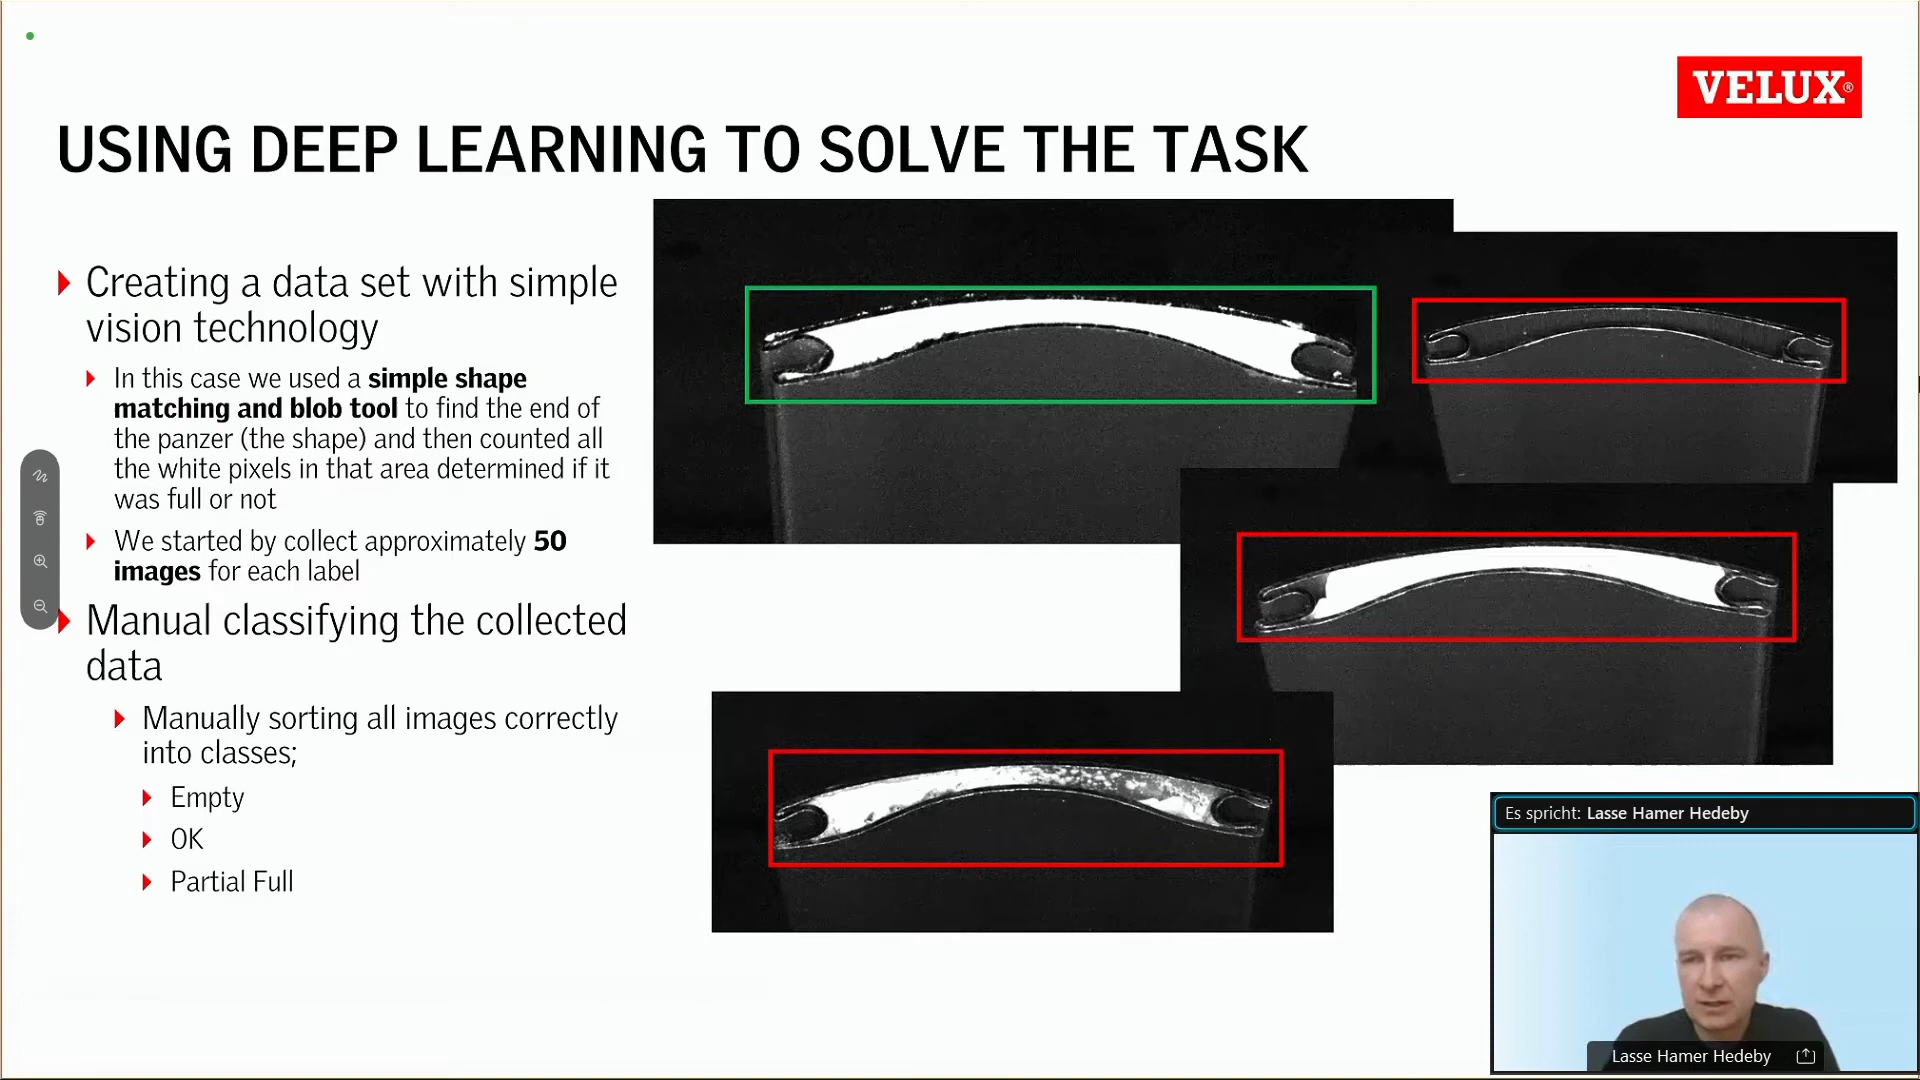 VELUX®
USING DEEP LEARNING TO SOLVE THE TASK
Creating a data set with simple
vision technology
In this case we used a simple shape
matching and blob tool to find the end of
the panzer (the shape) and then counted all
the white pixels in that area determined if it
was full or not
We started by collect approximately 50
images for each label
Manual classifying the collected
data
Manually sorting all images correctly
into classes;
Empty
OK
Partial Full
Es spricht: Lasse Hamer Hedeby
Lasse Hamer Hedeby